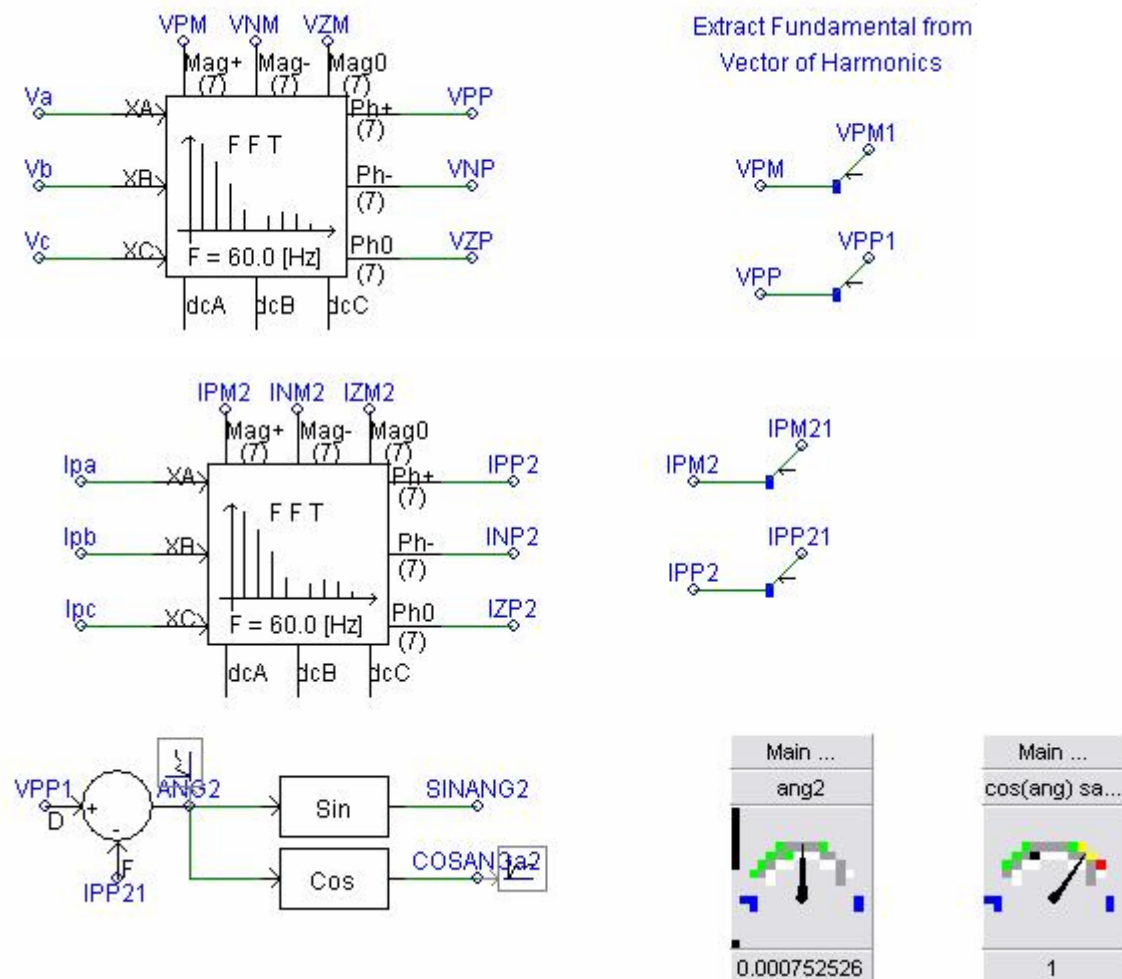 VPM VNM VZM
Extract Fundamental from
Vector of Harmonics
Mag+ Mag- Mag0
(7) (7) (7)
Va XA Ph+ VPP
(7)
F F T
VPM1
VPM
Vb XB Ph- VNP
(7)
VPP1
VPP
Vc XC Ph0 VZP
F = 60.0 [Hz] (7)
dcA dcB dcC
IPM2 INM2 IZM2
Mag+ Mag- Mag0
(7) (7) (7)
IPM21
IPM2
Ipa XA Ph+ IPP2
(7)
F F T
IPP21
IPP2
Ipb XB Ph- INP2
(7)
Ipc XC Ph0 IZP2
F = 60.0 [Hz] (7)
dcA dcB dcC
VPP1 + D
ANG2
Sin SINANG2
-
F
IPP21
Cos
Main ...
ang2
0.000752526
Main ...
cos(ang) sa...
1